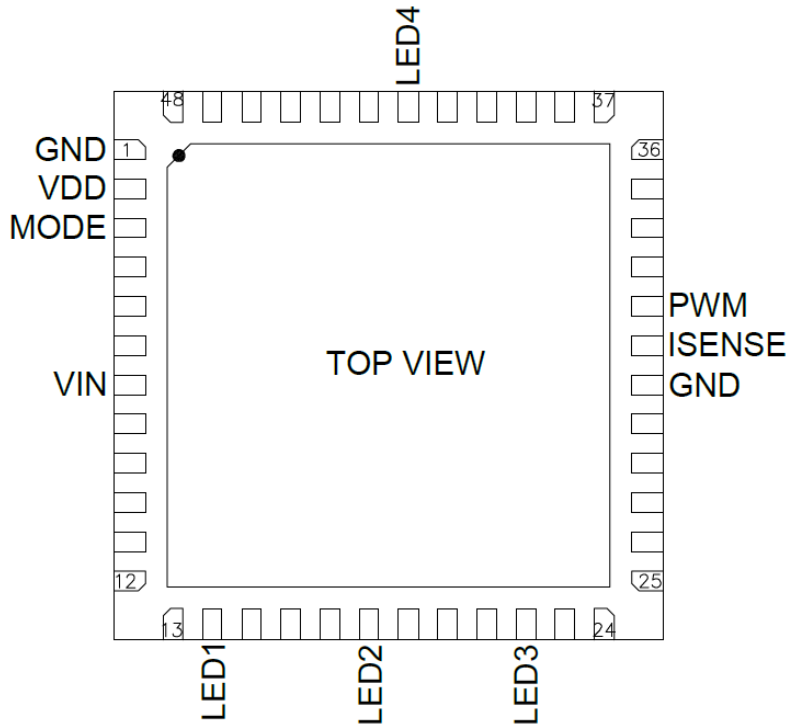 LED4
48
37
GND
1
36
VDD
MODE
PWM
ISENSE
VIN
TOP VIEW
GND
12
25
13
24
LED1
LED2
LED3